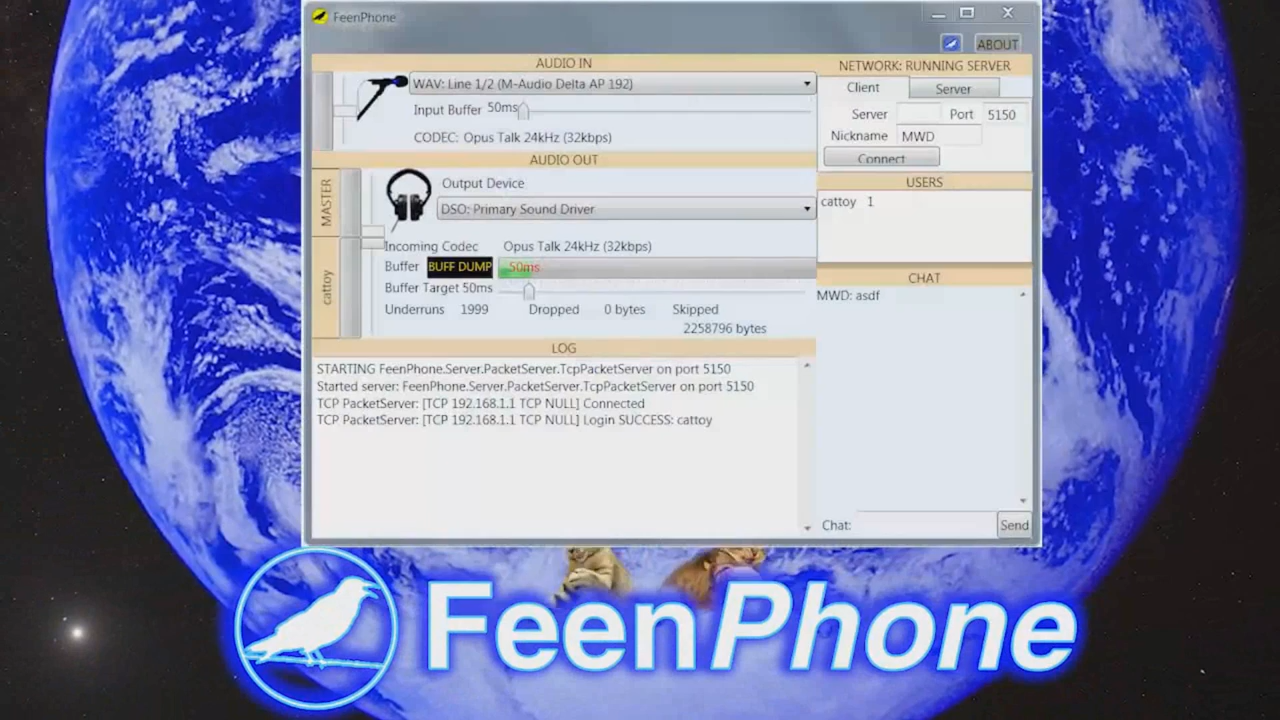 FeenPhone
ABOUT
AUDIO IN
WAV: Line 1/2 (M-Audio Delta AP 192)
Input Buffer 50ms
CODEC: Opus Talk 24kHz (32kbps)
AUDIO OUT
MASTER
Output Device
DSO: Primary Sound Driver
cattoy
Incoming Codec Opus Talk 24kHz (32kbps)
Buffer BUFF DUMP 50ms
Buffer Target 50ms
Underruns 1999 Dropped 0 bytes Skipped
2258796 bytes
LOG
STARTING FeenPhone.Server.PacketServer.TcpPacketServer on port 5150
Started server: FeenPhone.Server.PacketServer.TcpPacketServer on port 5150
TCP PacketServer: [TCP 192.168.1.1 TCP NULL] Connected
TCP PacketServer: [TCP 192.168.1.1 TCP NULL] Login SUCCESS: cattoy
NETWORK: RUNNING SERVER
Client Server
Server Port 5150
Nickname MWD
Connect
USERS
cattoy 1
CHAT
MWD: asdf
Chat: Send
FeenPhone